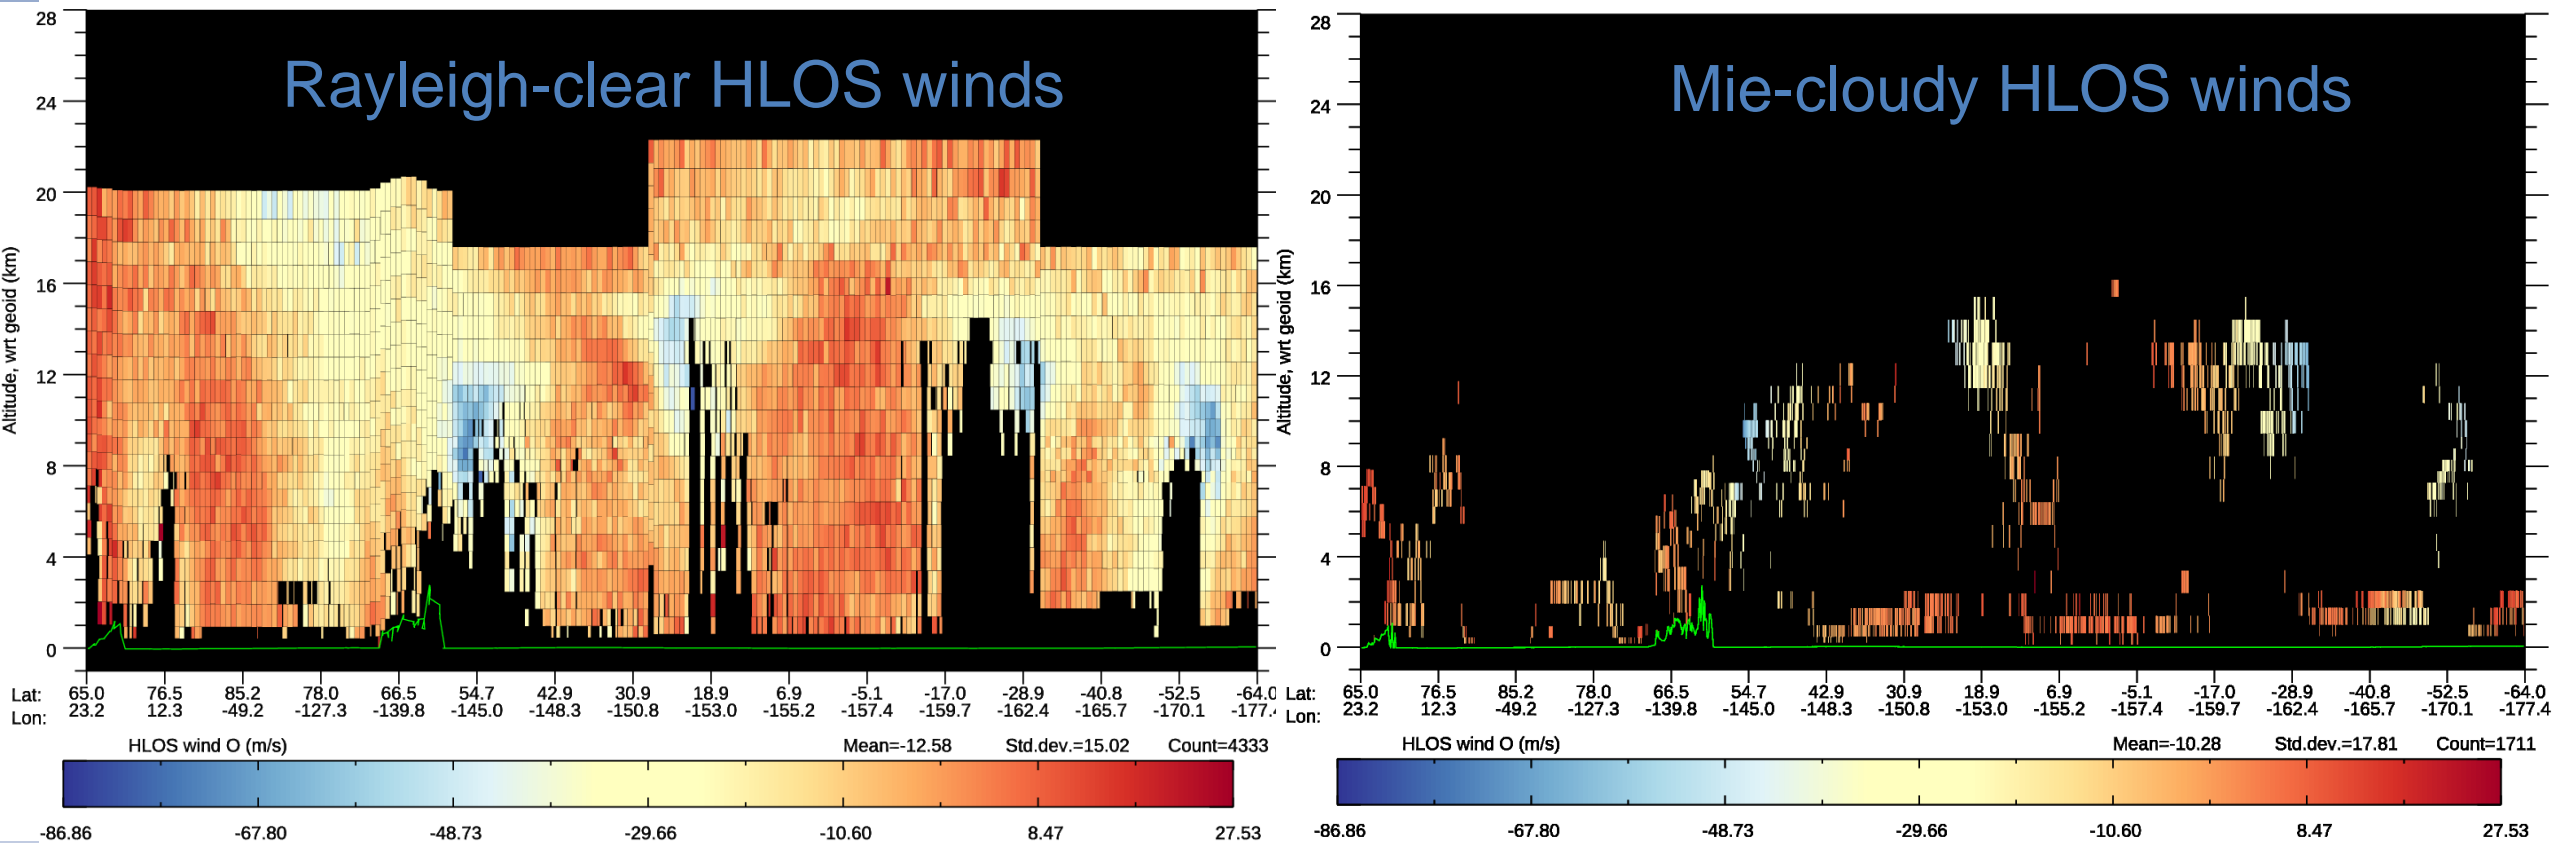 Rayleigh-clear HLOS winds
28
24
20
16
12
8
4
0
Altitude, wrt geoid (km)
Lat: 65.0 76.5 85.2 78.0 66.5 54.7 42.9 30.9 18.9 6.9 -5.1 -17.0 -28.9 -40.8 -52.5 -64.0
Lon: 23.2 12.3 -49.2 -127.3 -139.8 -145.0 -148.3 -150.8 -153.0 -155.2 -157.4 -159.7 -162.4 -165.7 -170.1 -177.4
HLOS wind O (m/s) Mean=-12.58 Std.dev.=15.02 Count=4333
-86.86 -67.80 -48.73 -29.66 -10.60 8.47 27.53
Mie-cloudy HLOS winds
28
24
20
16
12
8
4
0
Altitude, wrt geoid (km)
Lat: 65.0 76.5 85.2 78.0 66.5 54.7 42.9 30.9 18.9 6.9 -5.1 -17.0 -28.9 -40.8 -52.5 -64.0
Lon: 23.2 12.3 -49.2 -127.3 -139.8 -145.0 -148.3 -150.8 -153.0 -155.2 -157.4 -159.7 -162.4 -165.7 -170.1 -177.4
HLOS wind O (m/s) Mean=-10.28 Std.dev.=17.81 Count=1711
-86.86 -67.80 -48.73 -29.66 -10.60 8.47 27.53